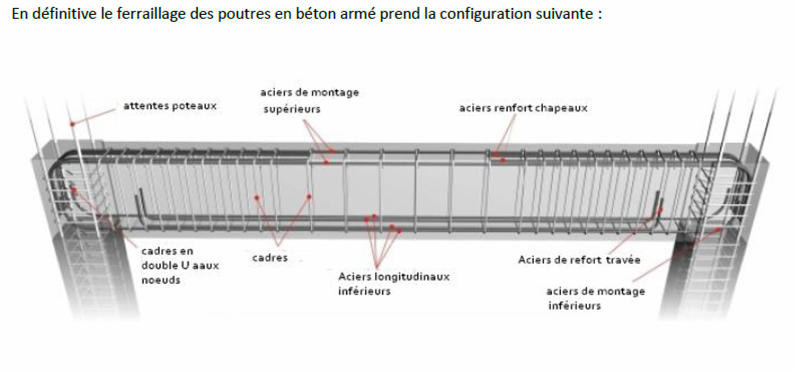 En définitive le ferraillage des poutres en béton armé prend la configuration suivante :
aciers de montage
supérieurs
attentes poteaux
aciers renfort chapeaux
cadres en
double U aaux
noeuds
cadres
Aciers longitudinaux
inférieurs
Aciers de refort travée
aciers de montage
inférieurs